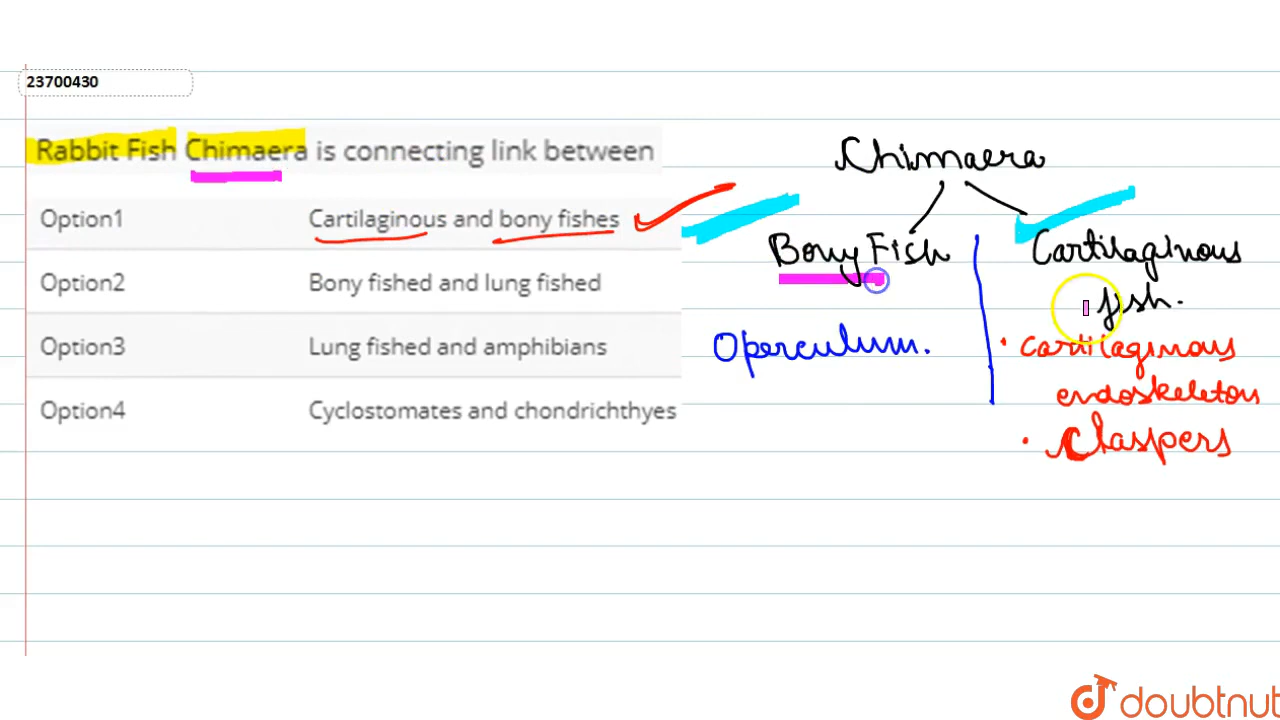 23700430
Rabbit Fish Chimaera is connecting link between
Option1 Cartilaginous and bony fishes
Option2 Bony fished and lung fished
Option3 Lung fished and amphibians
Option4 Cyclostomates and chondrichthyes
Chimaera
Bony Fish
Operculum.
Cartilaginous
fish.
• Cartilaginous
endoskeleton
• Claspers
doubtnut